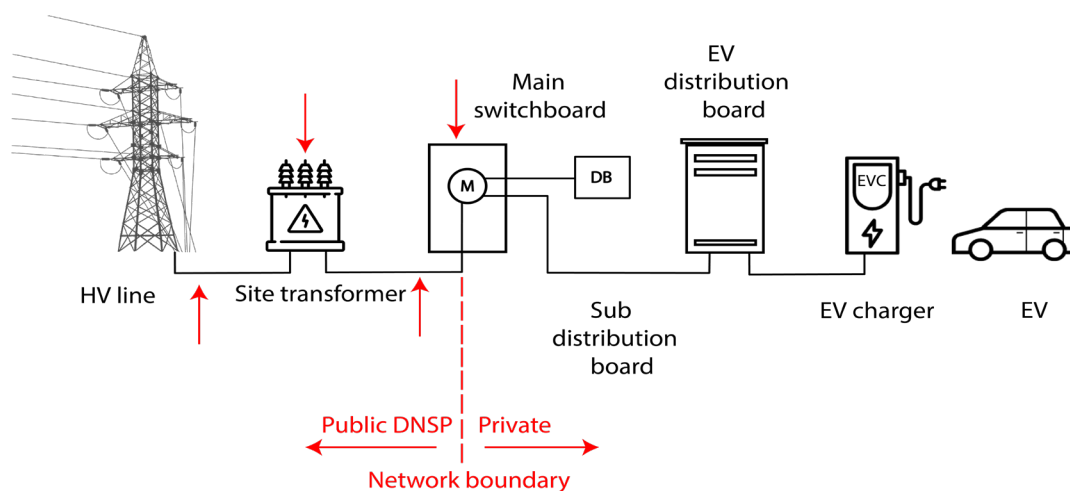 EV
distribution
board
Main
switchboard
M
DB
EVC
HV line
Site transformer
Sub
distribution
board
EV charger
EV
Public DNSP
Private
Network boundary